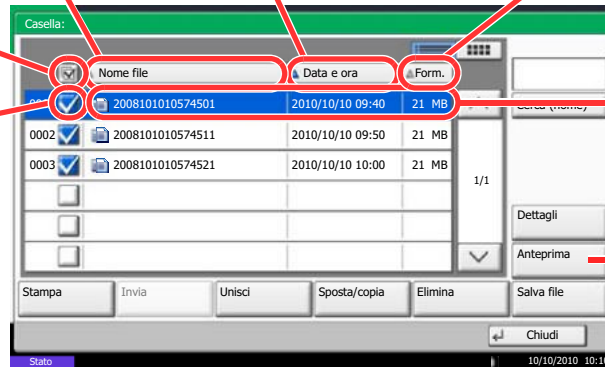 Casella:
Nome file Data e ora Form.
2008101010574501 2010/10/10 09:40 21 MB
0002 2008101010574511 2010/10/10 09:50 21 MB
0003 2008101010574521 2010/10/10 10:00 21 MB
1/1
Dettagli
Anteprima
Stampa Invia Unisci Sposta/copia Elimina Salva file
Chiudi
Stato 10/10/2010